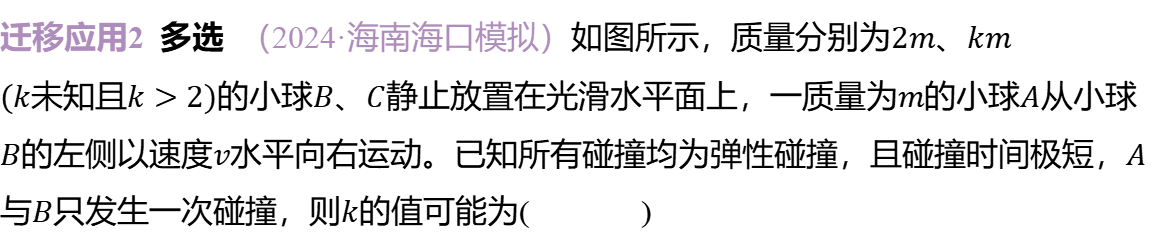 迁移应用2 多选 （2024·海南海口模拟）如图所示，质量分别为2m、km
(k未知且k > 2)的小球B、C静止放置在光滑水平面上，一质量为m的小球A从小球
B的左侧以速度v水平向右运动。已知所有碰撞均为弹性碰撞，且碰撞时间极短，A
与B只发生一次碰撞，则k的值可能为(　　　)